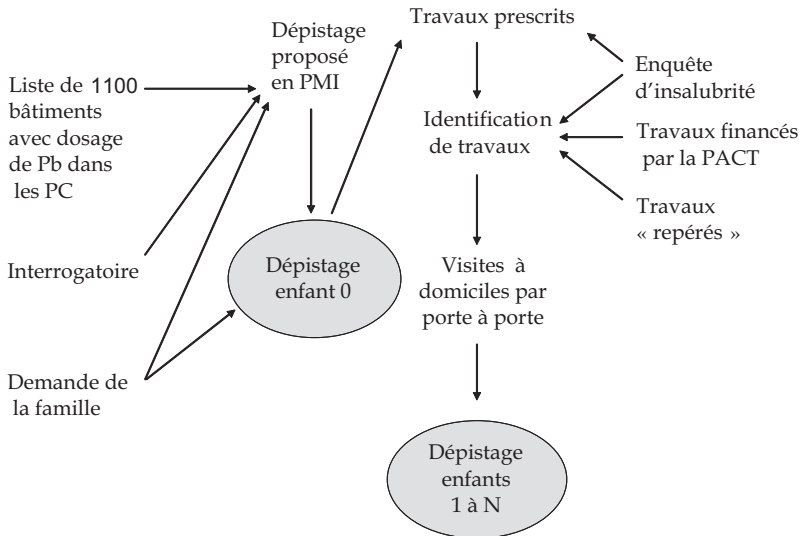 Travaux prescrits
Dépistage
proposé
en PMI
Enquête
d’insalubrité
Liste de 1100
bâtiments
avec dosage
de Pb dans
les PC
Identification
de travaux
Travaux financés
par la PACT
Travaux
« repérés »
Interrogatoire
Dépistage
enfant 0
Visites à
domiciles par
porte à porte
Demande de
la famille
Dépistage
enfants
1 à N